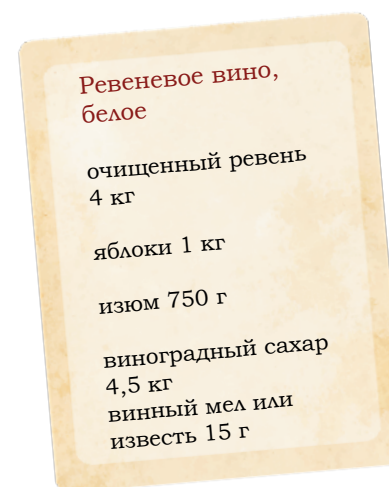 Ревеневое вино,
белое
очищенный ревень
4 кг
яблоки 1 кг
изюм 750 г
виноградный сахар
4,5 кг
винный мел или
известь 15 г